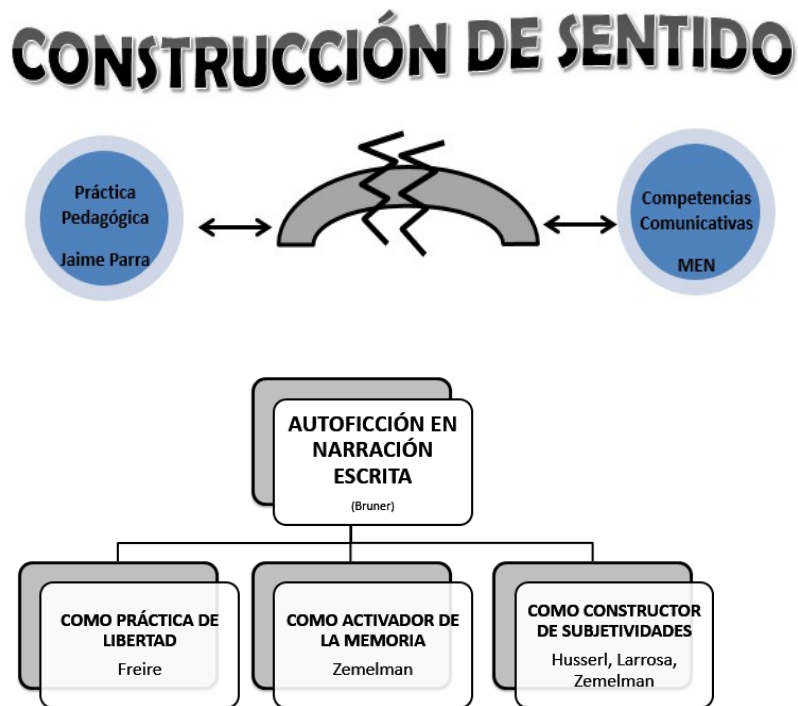 CONSTRUCCIÓN DE SENTIDO
Práctica
Pedagógica
Jaime Parra
Competencias
Comunicativas
MEN
AUTOFICCIÓN EN
NARRACIÓN
ESCRITA
(Bruner)
COMO PRÁCTICA DE
LIBERTAD
Freire
COMO ACTIVADOR DE
LA MEMORIA
Zemelman
COMO CONSTRUCTOR
DE SUBJETIVIDADES
Husserl, Larrosa,
Zemelman